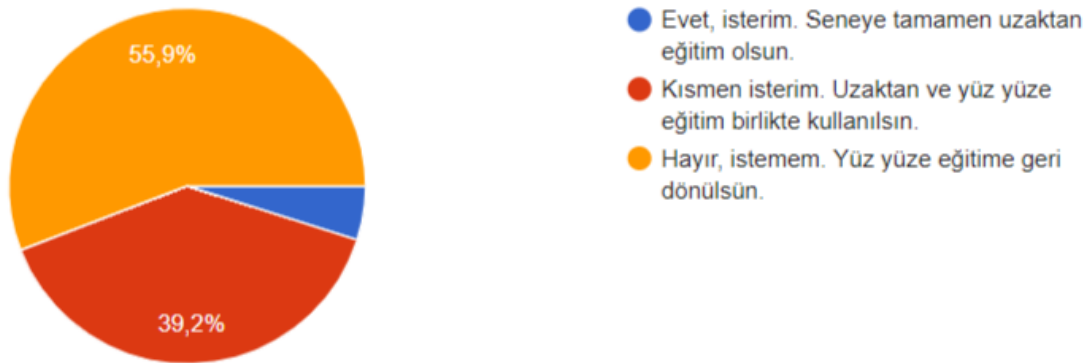 55,9%
39,2%
Evet, isterim. Seneye tamamen uzaktan
eğitim olsun.
Kısmen isterim. Uzaktan ve yüz yüze
eğitim birlikte kullanılsın.
Hayır, istemem. Yüz yüze eğitime geri
dönülsün.